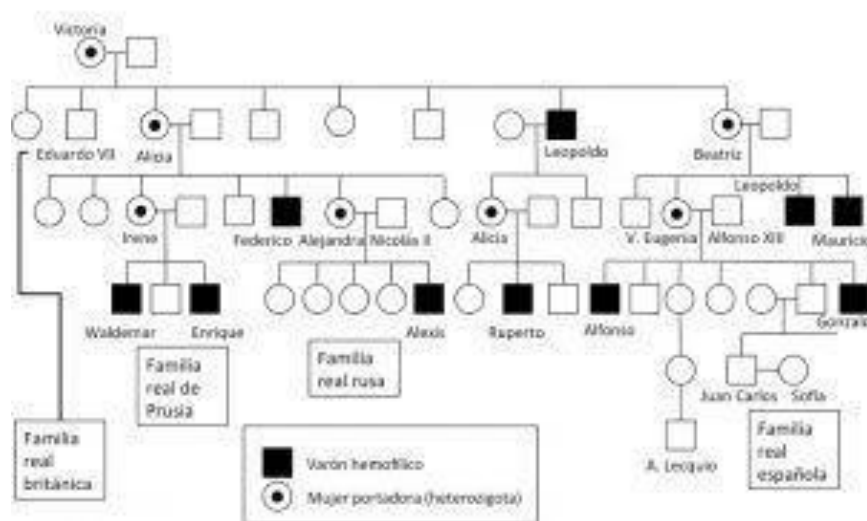 Victoria
Eduardo VII
Alicia
Leopoldo
Beatriz
Irene
Federico
Alejandra
Nicolás II
Alicia
V. Eugenia
Alfonso XIII
Leopoldo
Mauricio
Waldemar
Enrique
Alexis
Ruperto
Alfonso
Gonzalo
Familia
real de
Prusia
Familia
real rusa
Juan Carlos
Sofía
Familia
real
británica
A. Lecquio
Familia
real
española
Varón hemofílico
Mujer portadora (heterozigota)